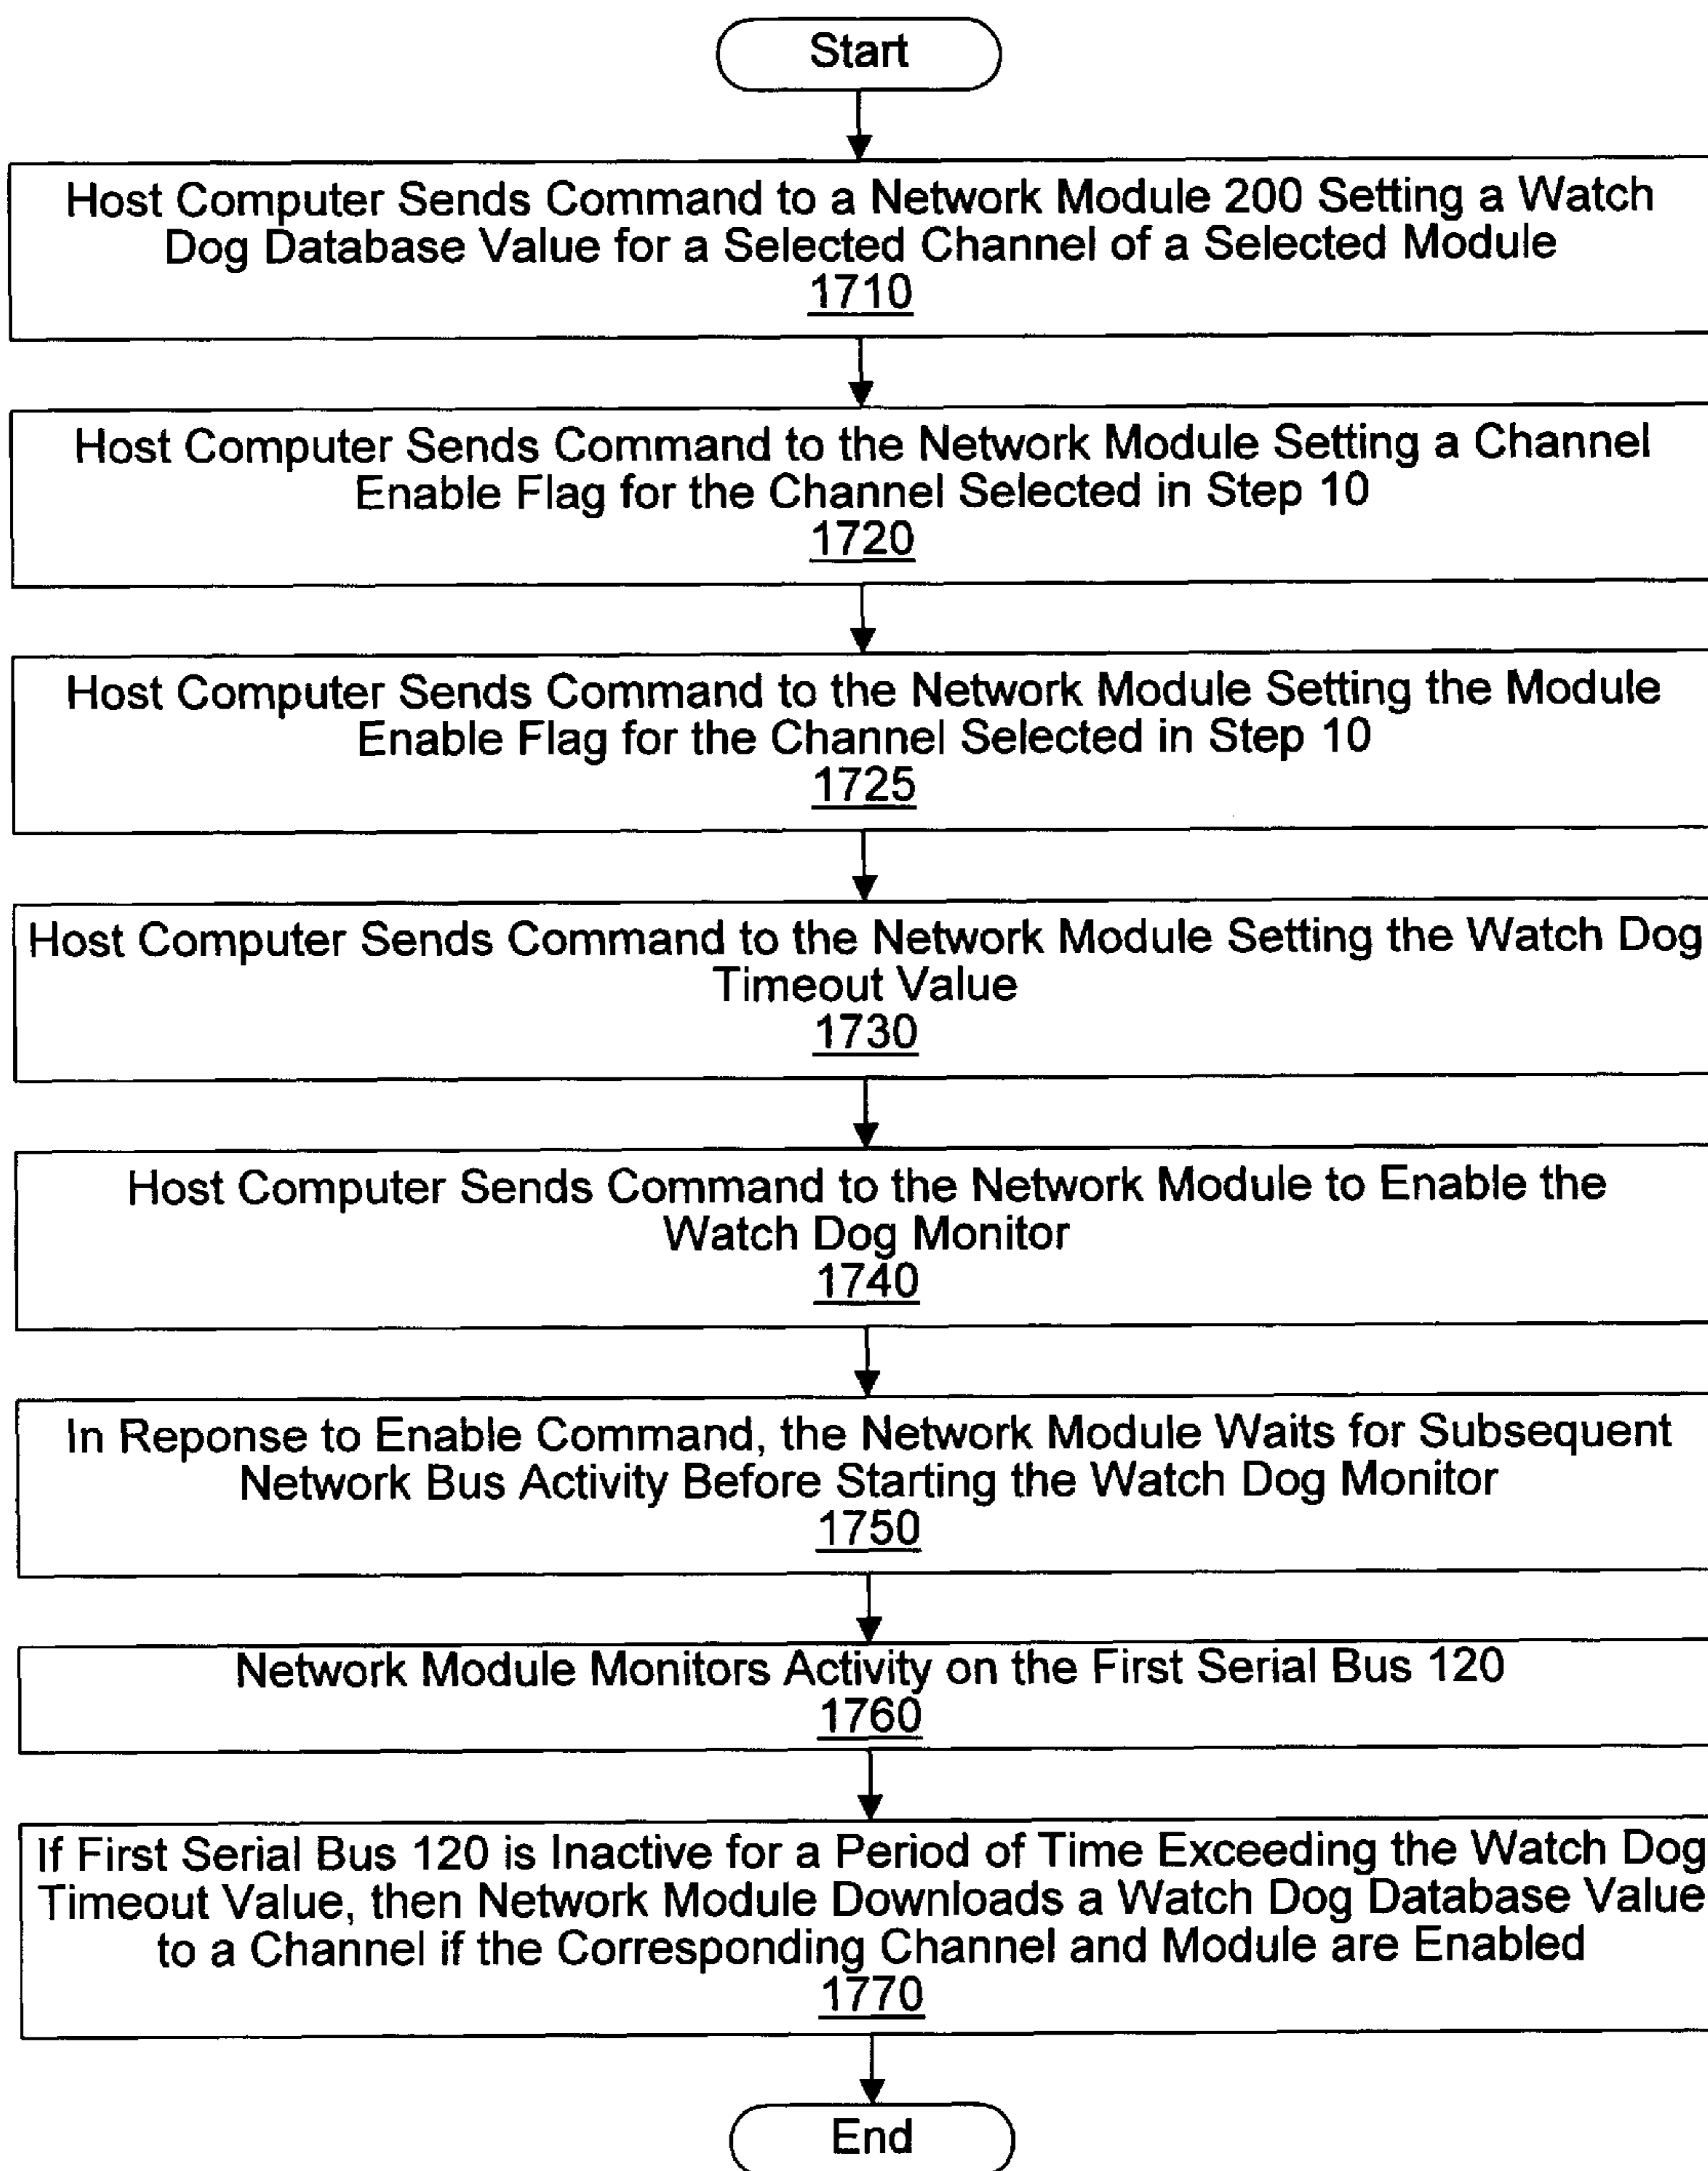 Start
Host Computer Sends Command to a Network Module 200 Setting a Watch
Dog Database Value for a Selected Channel of a Selected Module
1710
Host Computer Sends Command to the Network Module Setting a Channel
Enable Flag for the Channel Selected in Step 10
1720
Host Computer Sends Command to the Network Module Setting the Module
Enable Flag for the Channel Selected in Step 10
1725
Host Computer Sends Command to the Network Module Setting the Watch Dog
Timeout Value
1730
Host Computer Sends Command to the Network Module to Enable the
Watch Dog Monitor
1740
In Reponse to Enable Command, the Network Module Waits for Subsequent
Network Bus Activity Before Starting the Watch Dog Monitor
1750
Network Module Monitors Activity on the First Serial Bus 120
1760
If First Serial Bus 120 is Inactive for a Period of Time Exceeding the Watch Dog
Timeout Value, then Network Module Downloads a Watch Dog Database Value
to a Channel if the Corresponding Channel and Module are Enabled
1770
End